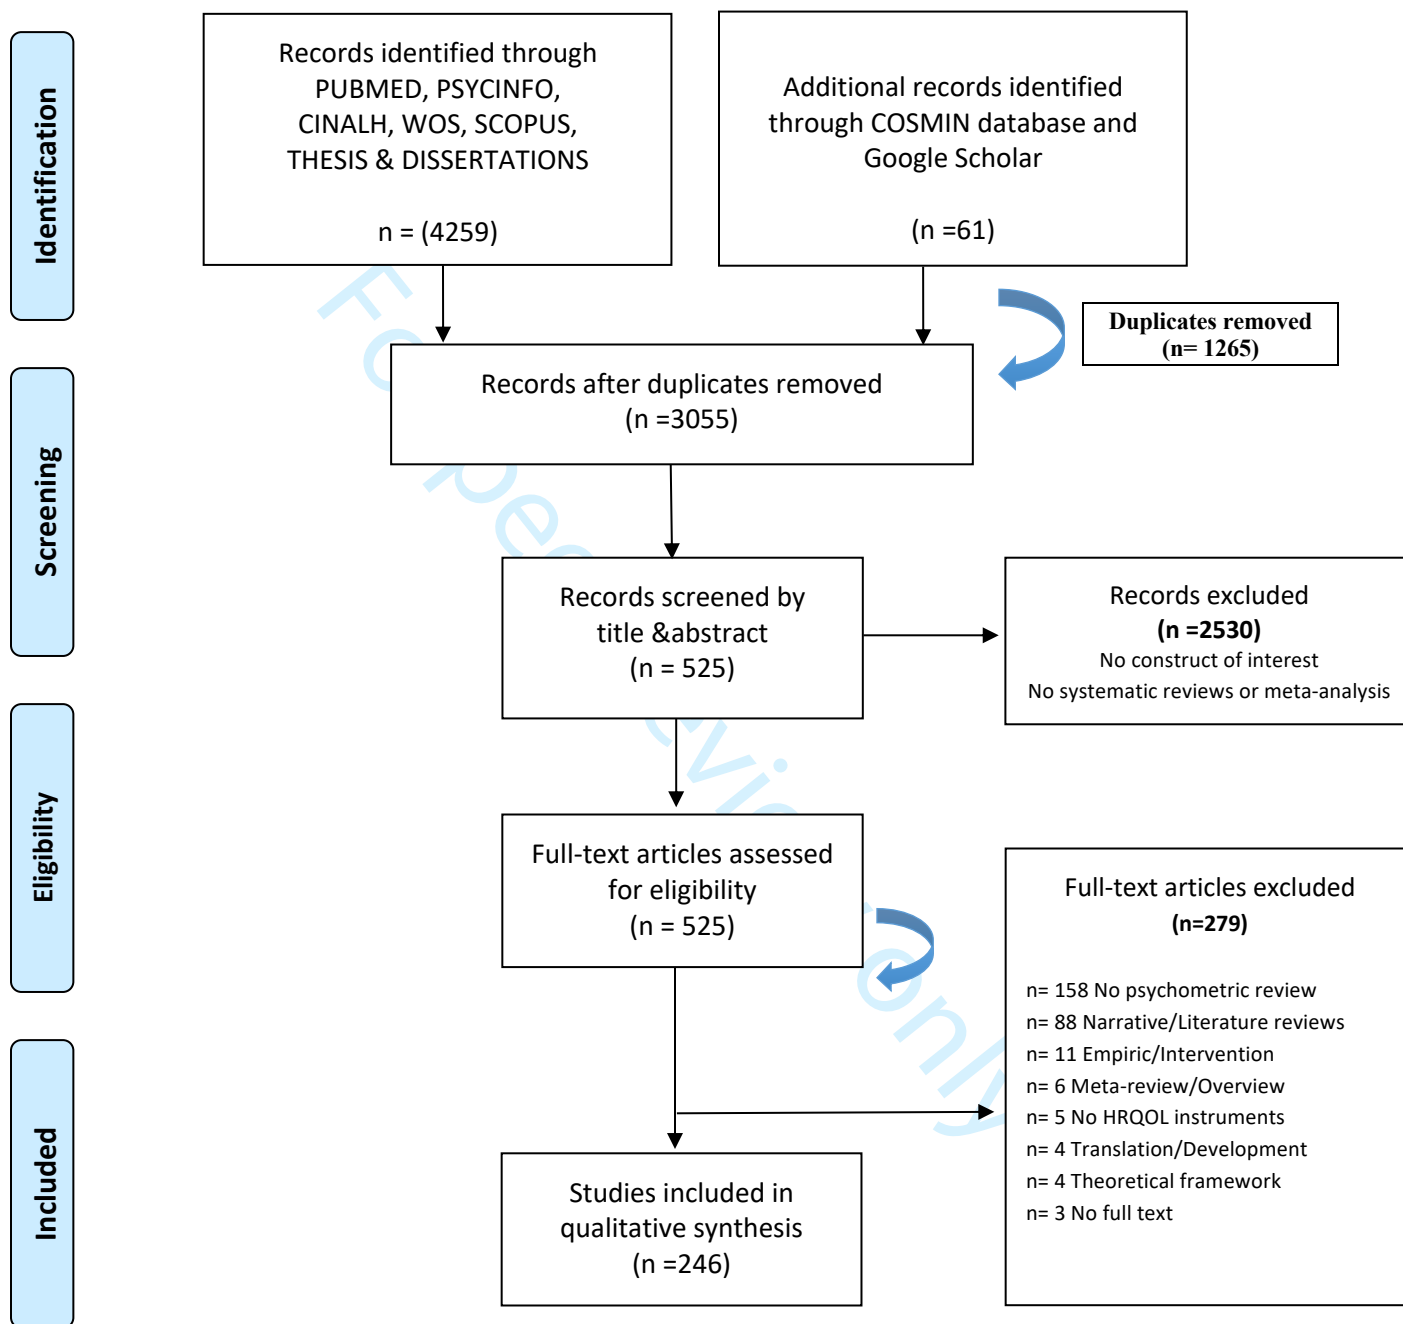 Identification
Records identified through
PUBMED, PSYCINFO,
CINALH, WOS, SCOPUS,
THESIS & DISSERTATIONS
n = (4259)
Additional records identified
through COSMIN database and
Google Scholar
(n =61)
Duplicates removed
(n= 1265)
Screening
Records after duplicates removed
(n =3055)
Records screened by
title &abstract
(n = 525)
Records excluded
(n =2530)
No construct of interest
No systematic reviews or meta-analysis
Eligibility
Full-text articles assessed
for eligibility
(n = 525)
Full-text articles excluded
(n=279)
n= 158 No psychometric review
n= 88 Narrative/Literature reviews
n= 11 Empiric/Intervention
n= 6 Meta-review/Overview
n= 5 No HRQOL instruments
n= 4 Translation/Development
n= 4 Theoretical framework
n= 3 No full text
Included
Studies included in
qualitative synthesis
(n =246)